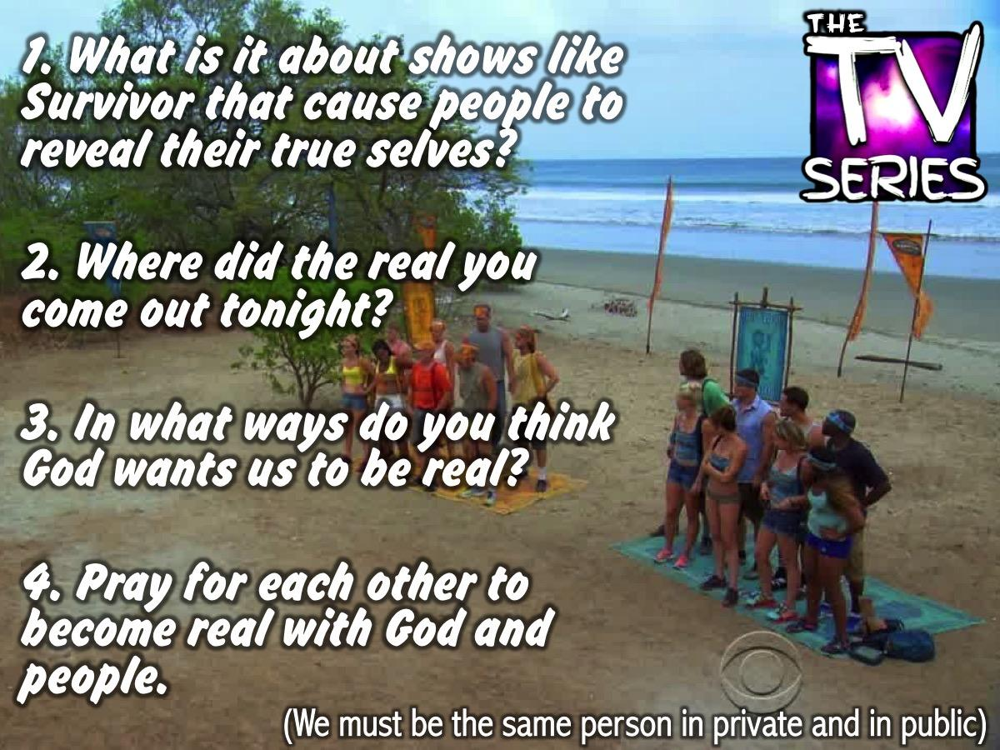 THE
TV
SERIES
1. What is it about shows like
Survivor that cause people to
reveal their true selves?
2. Where did the real you
come out tonight?
3. In what ways do you think
God wants us to be real?
4. Pray for each other to
become real with God and
people.
(We must be the same person in private and in public)